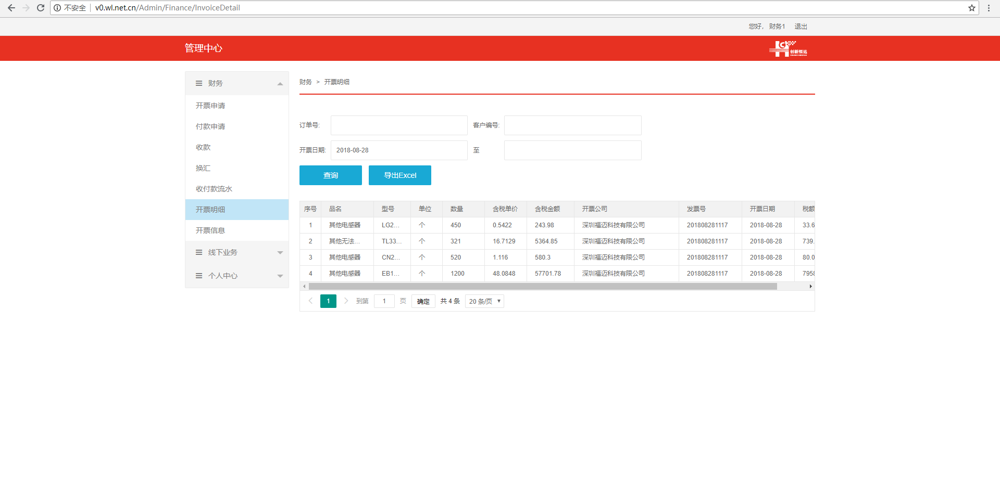 不安全 v0.wl.net.cn/Admin/Finance/InvoiceDetail
您好， 财务1 退出
管理中心
创新恒远
财务
开票申请
付款申请
收款
换汇
收付款流水
开票明细
开票信息
线下业务
个人中心
财务 > 开票明细
订单号: 客户编号:
开票日期: 2018-08-28 至
查询 导出Excel
序号 品名 型号 单位 数量 含税单价 含税金额 开票公司 发票号 开票日期 税额
1 其他电感器 LG2... 个 450 0.5422 243.98 深圳福迈科技有限公司 201808281117 2018-08-28 33.6
2 其他无法... TL33... 个 321 16.7129 5364.85 深圳福迈科技有限公司 201808281117 2018-08-28 739.
3 其他电感器 CN2... 个 520 1.116 580.3 深圳福迈科技有限公司 201808281117 2018-08-28 80.0
4 其他电感器 EB1... 个 1200 48.0848 57701.78 深圳福迈科技有限公司 201808281117 2018-08-28 7958
1 到第 1 页 确定 共 4 条 20 条/页